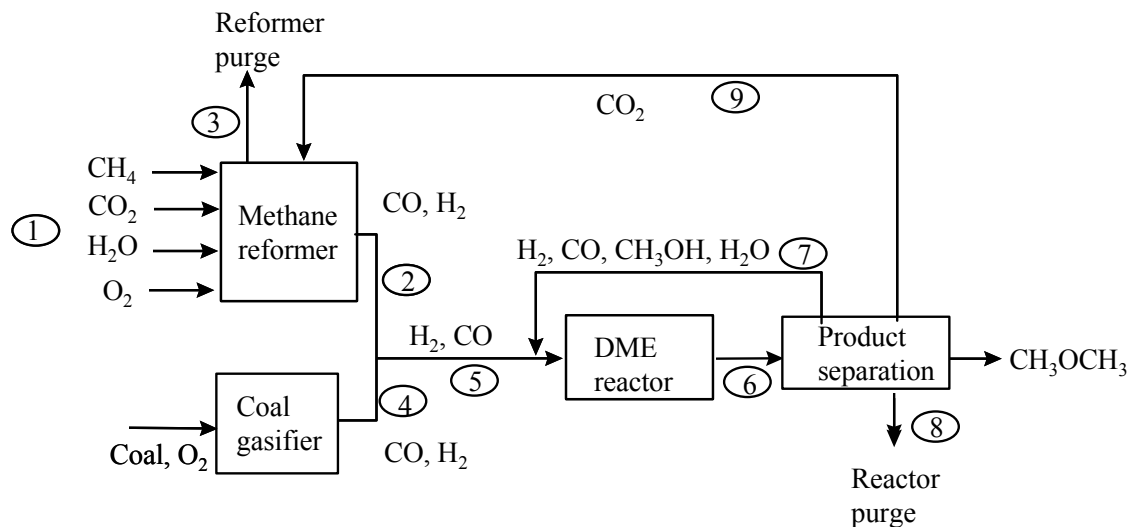 Reformer
purge
9
CO₂
3
CH₄
CO₂
1
H₂O
O₂
Methane
reformer
CO, H₂
2
H₂, CO, CH₃OH, H₂O
7
H₂, CO
5
DME
reactor
6
Product
separation
CH₃OCH₃
4
Coal
gasifier
Coal, O₂
CO, H₂
8
Reactor
purge